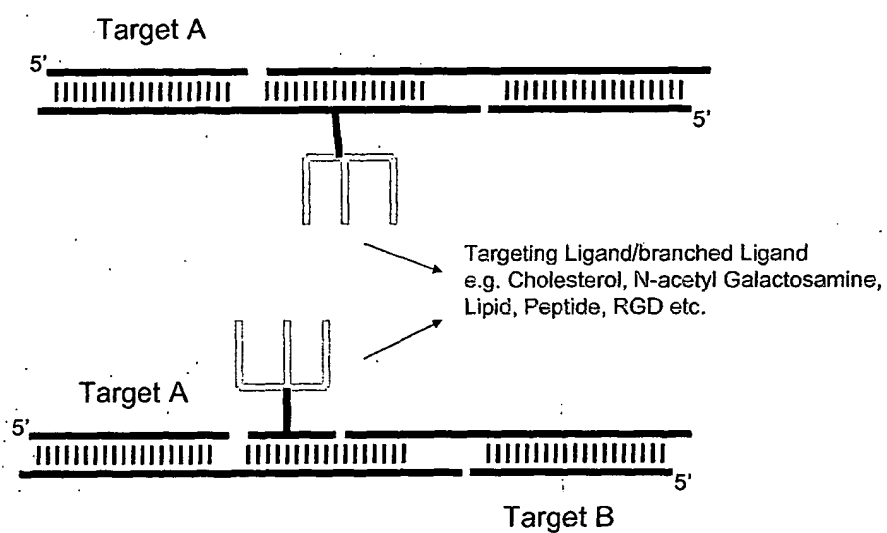 Target A
5'
5'
Targeting Ligand/branched Ligand
e.g. Cholesterol, N-acetyl Galactosamine,
Lipid, Peptide, RGD etc.
Target A
5'
5'
Target B